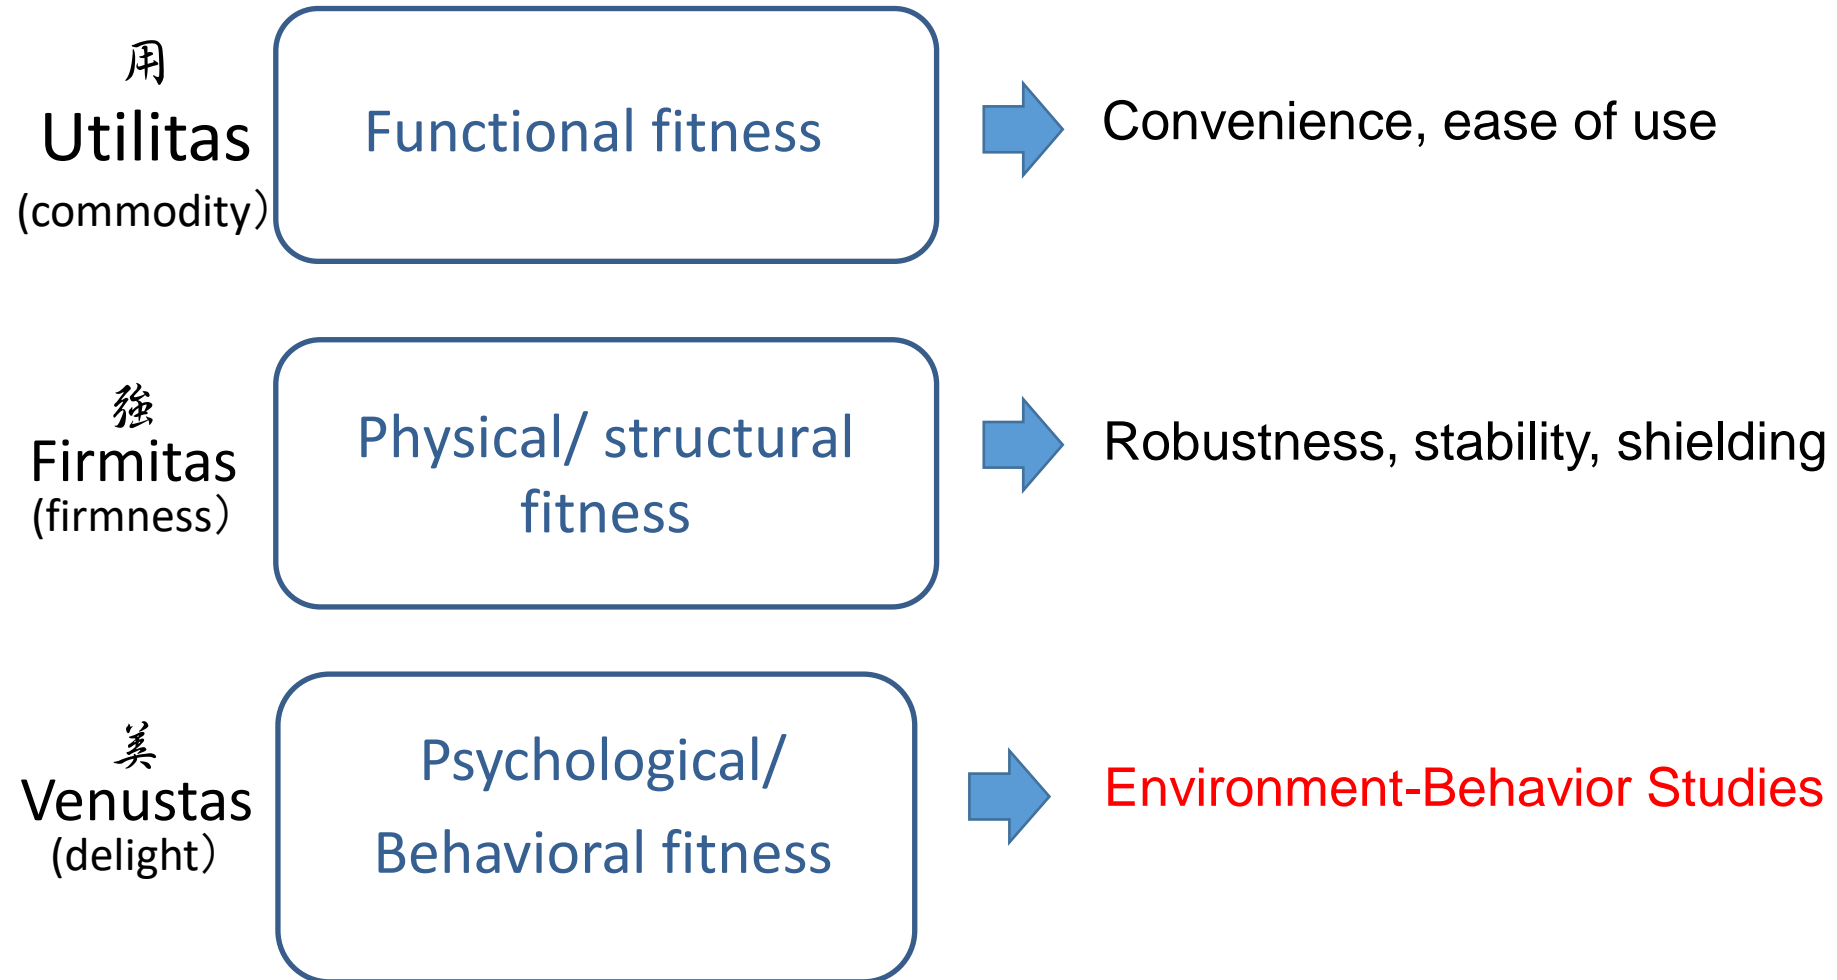 用
Utilitas
(commodity）
Functional fitness
Convenience, ease of use
強
Firmitas
(firmness）
Physical/ structural
fitness
Robustness, stability, shielding
美
Venustas
(delight）
Psychological/
Behavioral fitness
Environment-Behavior Studies